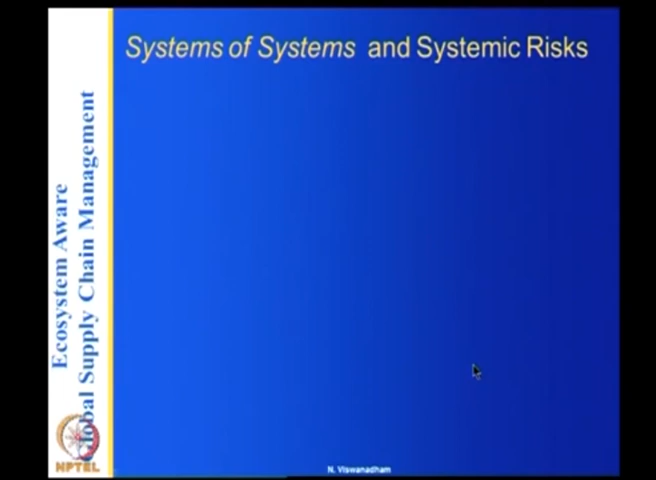 Systems of Systems and Systemic Risks
Ecosystem Aware
Global Supply Chain Management
NPTEL
N. Viswanadham